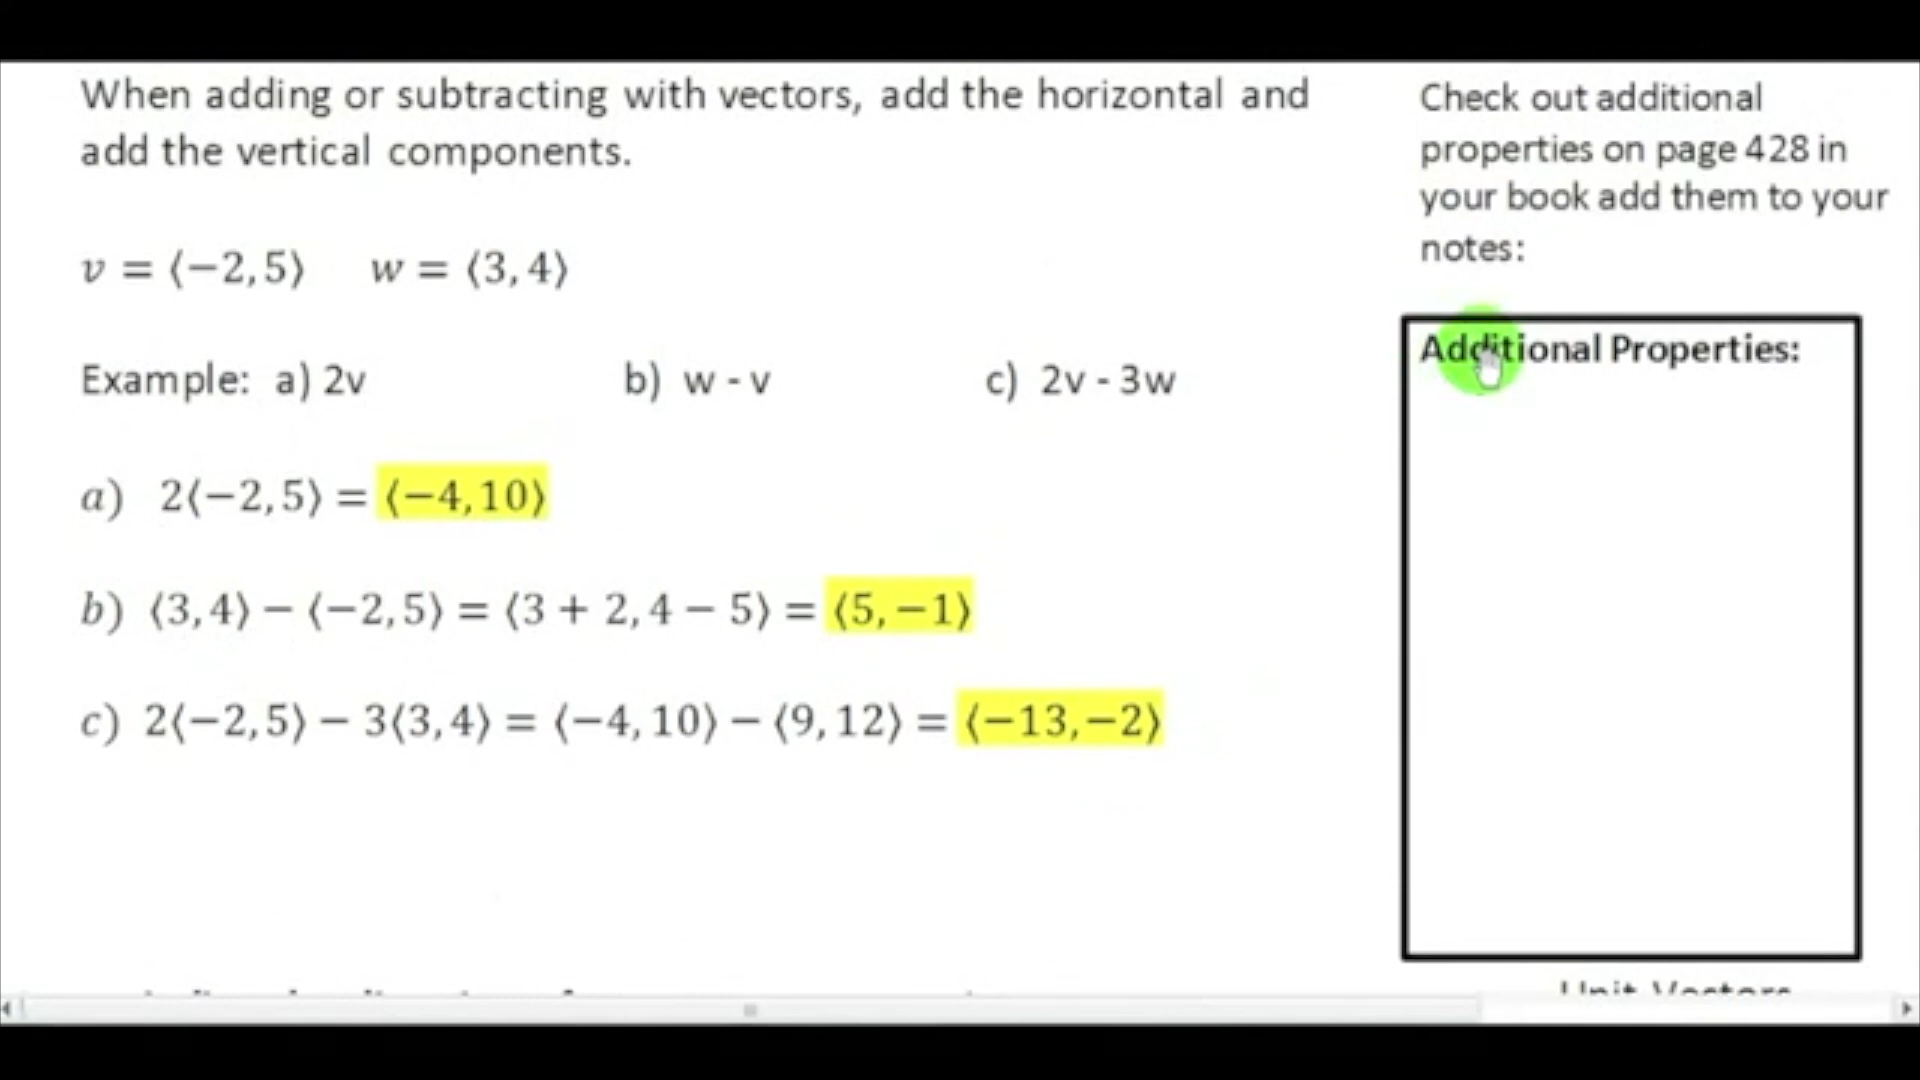 When adding or subtracting with vectors, add the horizontal and
add the vertical components.
v = ⟨−2, 5⟩ w = ⟨3, 4⟩
Example: a) 2v b) w - v c) 2v - 3w
a) 2⟨−2, 5⟩ = ⟨−4, 10⟩
b) ⟨3, 4⟩ − ⟨−2, 5⟩ = ⟨3 + 2, 4 − 5⟩ = ⟨5, −1⟩
c) 2⟨−2, 5⟩ − 3⟨3, 4⟩ = ⟨−4, 10⟩ − ⟨9, 12⟩ = ⟨−13, −2⟩
Check out additional
properties on page 428 in
your book add them to your
notes:
Additional Properties:
Unit Vectors